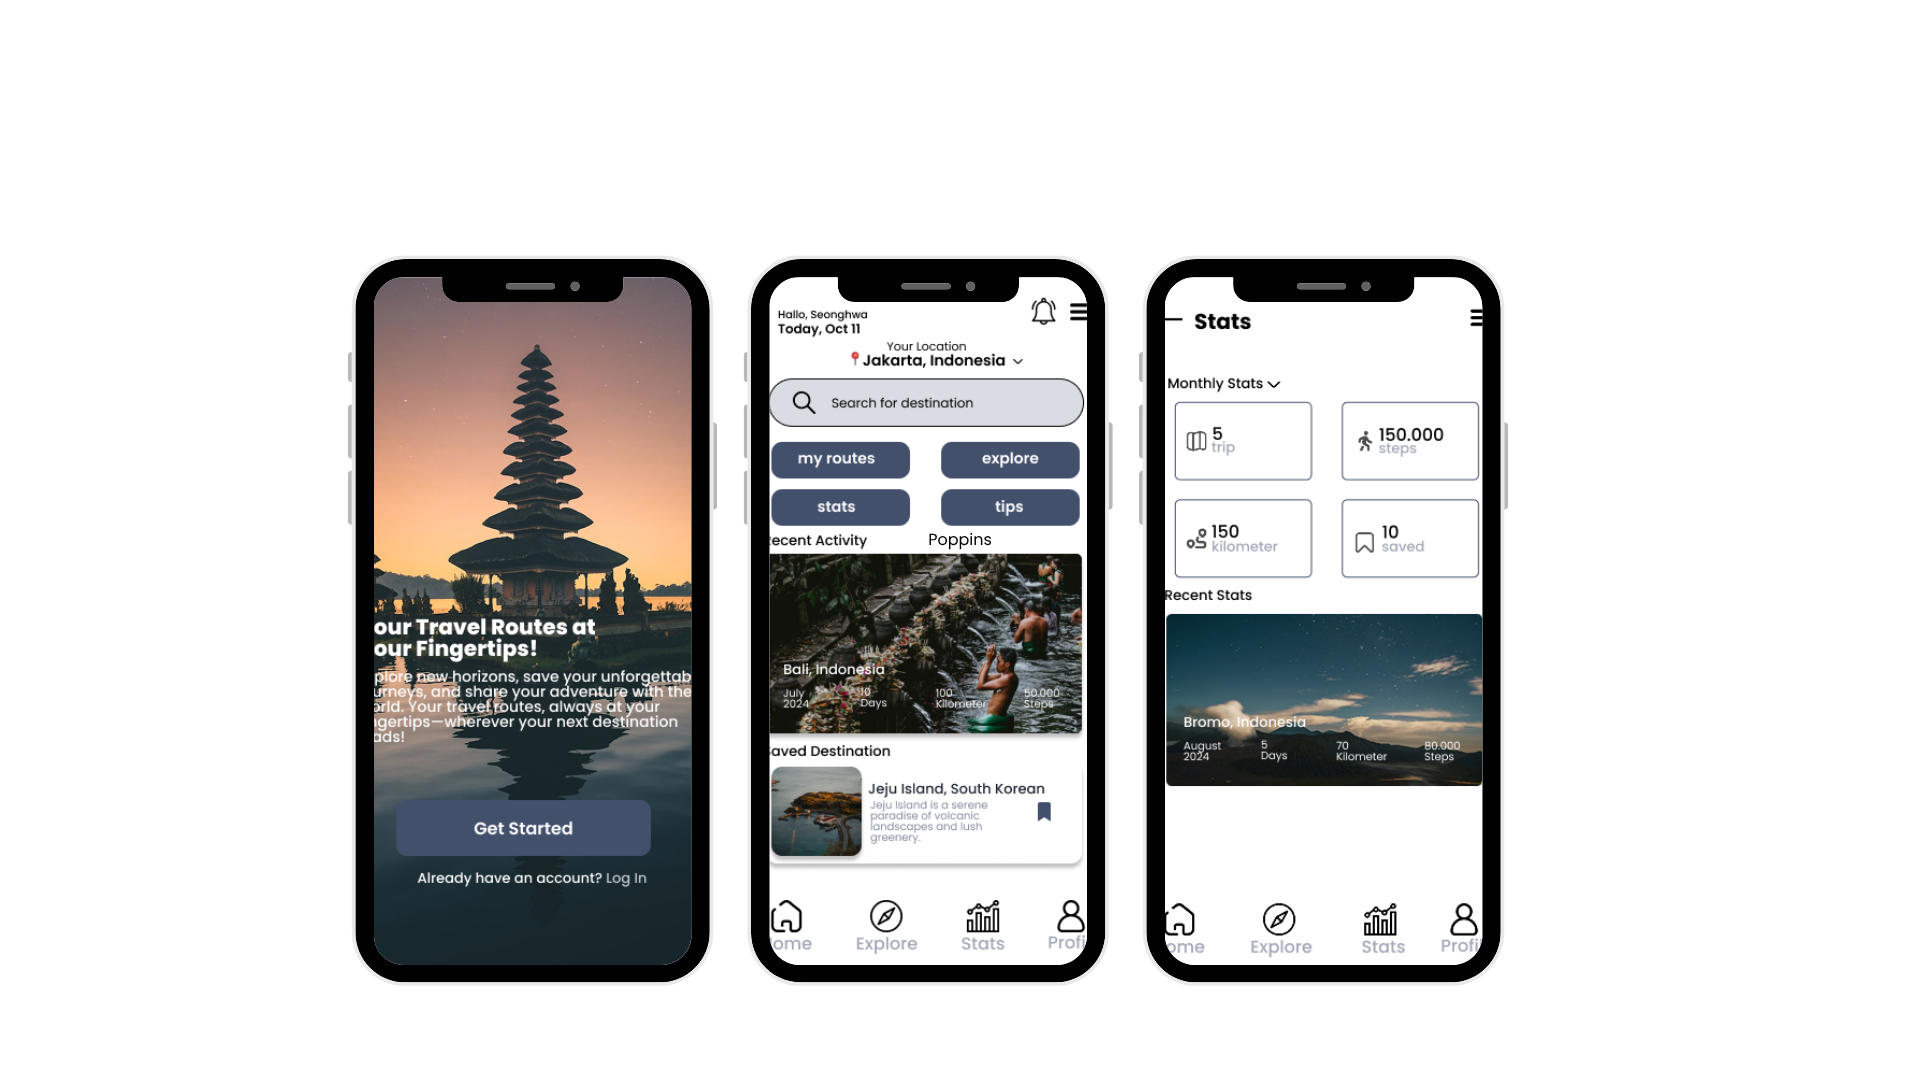 our Travel Routes at
our Fingertips!
plore new horizons, save your unforgettab
urneys, and share your adventure with the
orld. Your travel routes, always at your
ngertips—wherever your next destination
ads!
Get Started
Already have an account? Log In
Hallo, Seonghwa
Today, Oct 11
Your Location
Jakarta, Indonesia
Search for destination
my routes
explore
stats
tips
ecent Activity
Poppins
Bali, Indonesia
July 2024
10 Days
100 Kilometer
50.000 Steps
aved Destination
Jeju Island, South Korean
Jeju Island is a serene
paradise of volcanic
landscapes and lush
greenery.
ome
Explore
Stats
Profi
Stats
Monthly Stats
5
trip
150.000
steps
150
kilometer
10
saved
Recent Stats
Bromo, Indonesia
August 2024
5 Days
70 Kilometer
80.000 Steps
ome
Explore
Stats
Profil